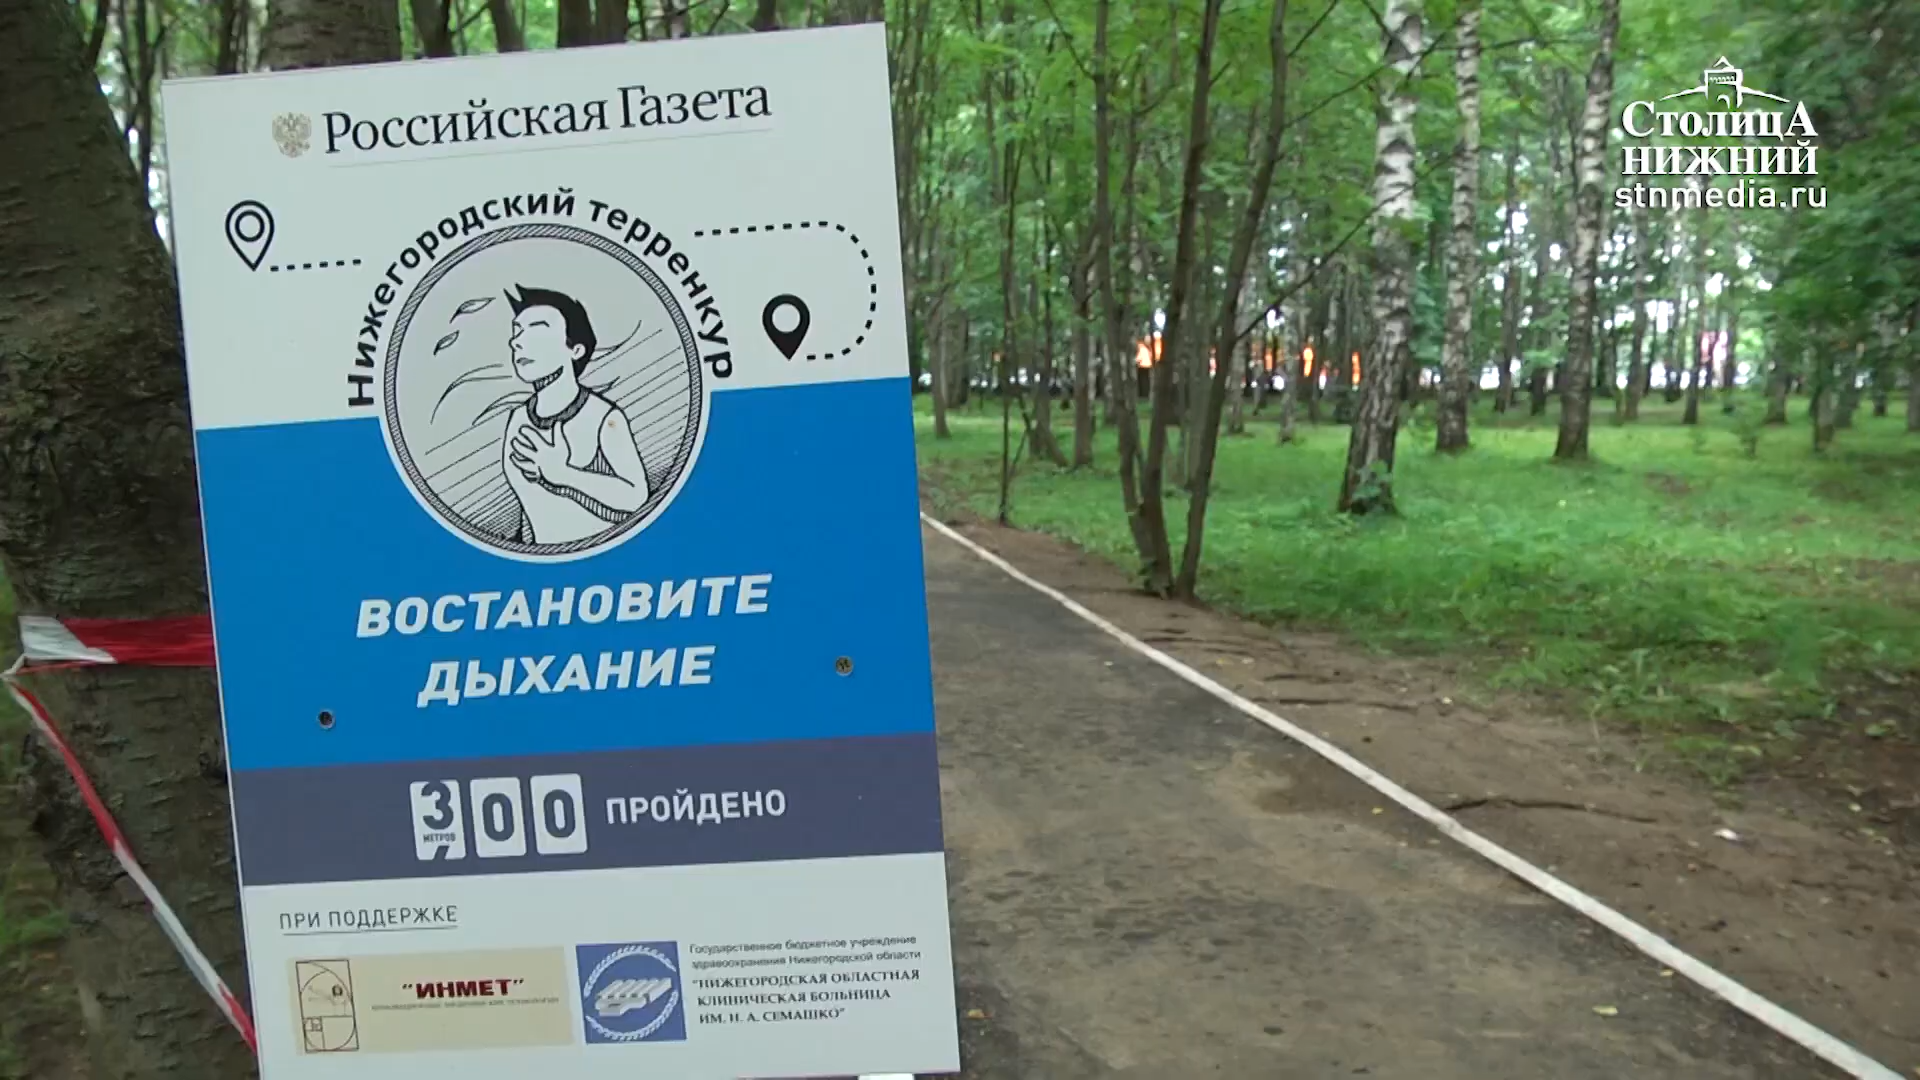 Российская Газета
Нижегородский терренкур
ВОСТАНОВИТЕ
ДЫХАНИЕ
300 ПРОЙДЕНО
МЕТРОВ
ПРИ ПОДДЕРЖКЕ
"ИНМЕТ"
Государственное бюджетное учреждение
здравоохранения Нижегородской области
"НИЖЕГОРОДСКАЯ ОБЛАСТНАЯ
КЛИНИЧЕСКАЯ БОЛЬНИЦА
ИМ. Н. А. СЕМАШКО"
СТОЛИЦА
НИЖНИЙ
stnmedia.ru